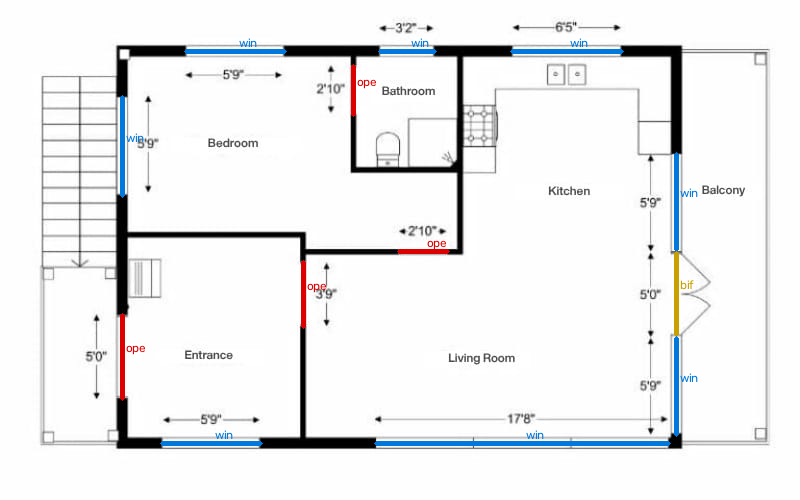 3'2"
6'5"
win
win
win
5'9"
2'10"
ope
Bathroom
win
5'9"
Bedroom
Kitchen
win
Balcony
5'9"
2'10"
ope
ope
3'9"
5'0"
bif
5'0"
ope
Entrance
Living Room
5'9"
win
5'9"
17'8"
win
win